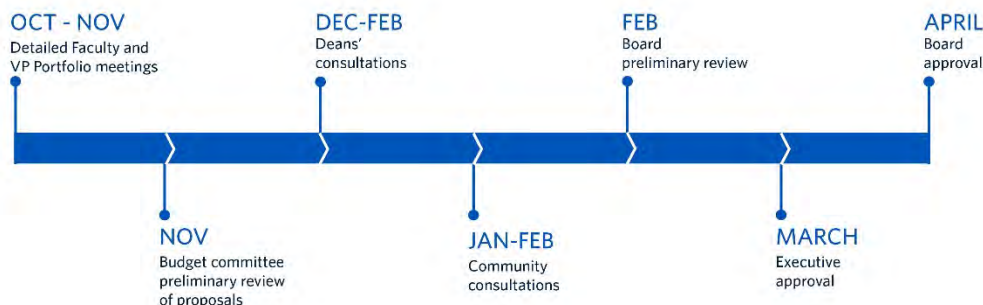 OCT - NOV
Detailed Faculty and
VP Portfolio meetings
DEC-FEB
Deans'
consultations
FEB
Board
preliminary review
APRIL
Board
approval
NOV
Budget committee
preliminary review
of proposals
JAN-FEB
Community
consultations
MARCH
Executive
approval